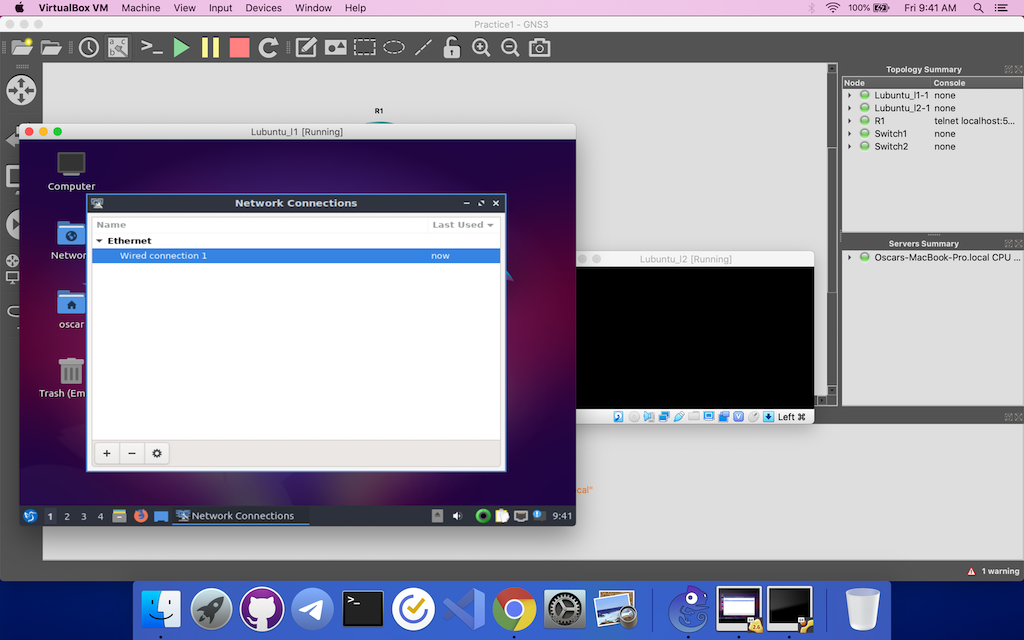 VirtualBox VM Machine View Input Devices Window Help 100% Fri 9:41 AM
Practice1 - GNS3
Topology Summary
Node Console
Lubuntu_l1-1 none
Lubuntu_l2-1 none
R1 telnet localhost:5...
Switch1 none
Switch2 none
Servers Summary
Oscars-MacBook-Pro.local CPU ...
R1
Lubuntu_l1 [Running]
Computer
Networ
oscar
Trash (Em
Network Connections
Name Last Used
Ethernet
Wired connection 1 now
1 2 3 4 Network Connections 9:41
Lubuntu_l2 [Running]
Left ⌘
cal"
1 warning